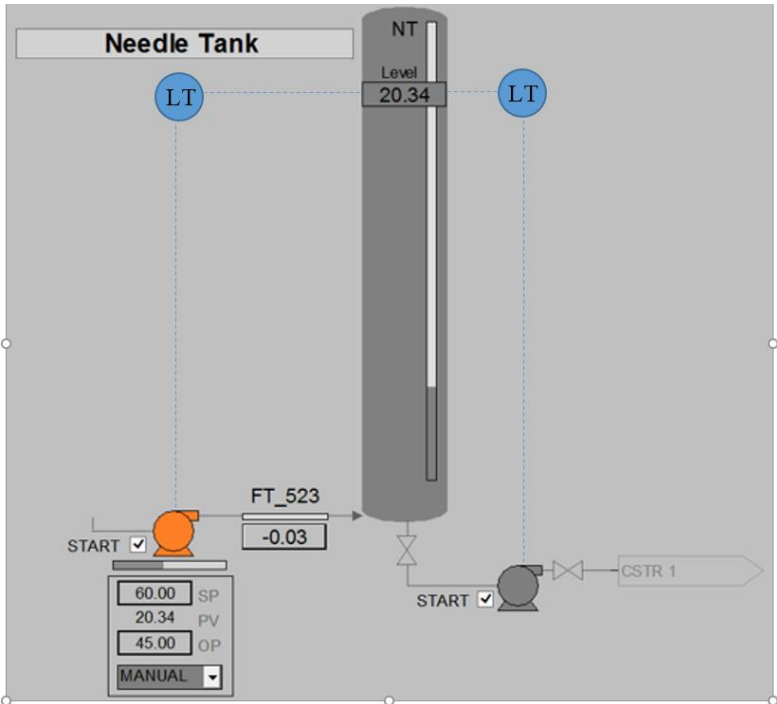 Needle Tank
NT
Level
20.34
LT
LT
FT_523
-0.03
START
60.00 SP
20.34 PV
45.00 OP
MANUAL
START
CSTR 1